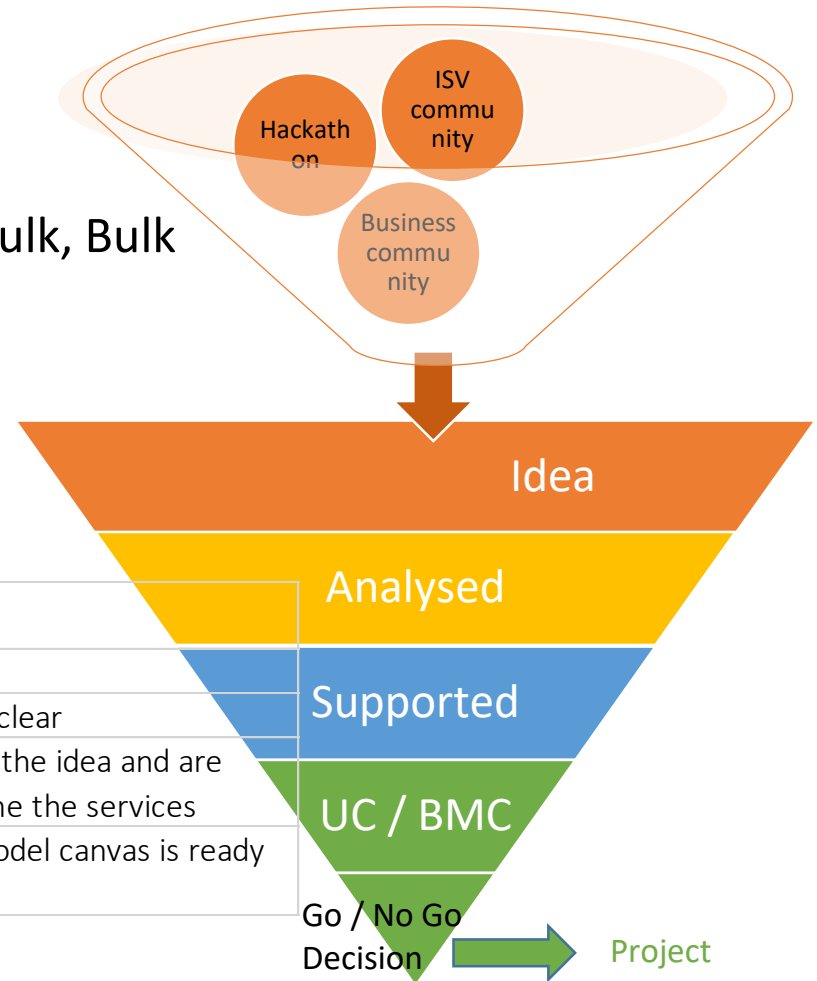 ISV
commu
nity
Hackath
on
Business
commu
nity
ulk, Bulk
Idea
Analysed
Supported
clear
the idea and are
ne the services
UC / BMC
odel canvas is ready
Go / No Go
Decision
Project